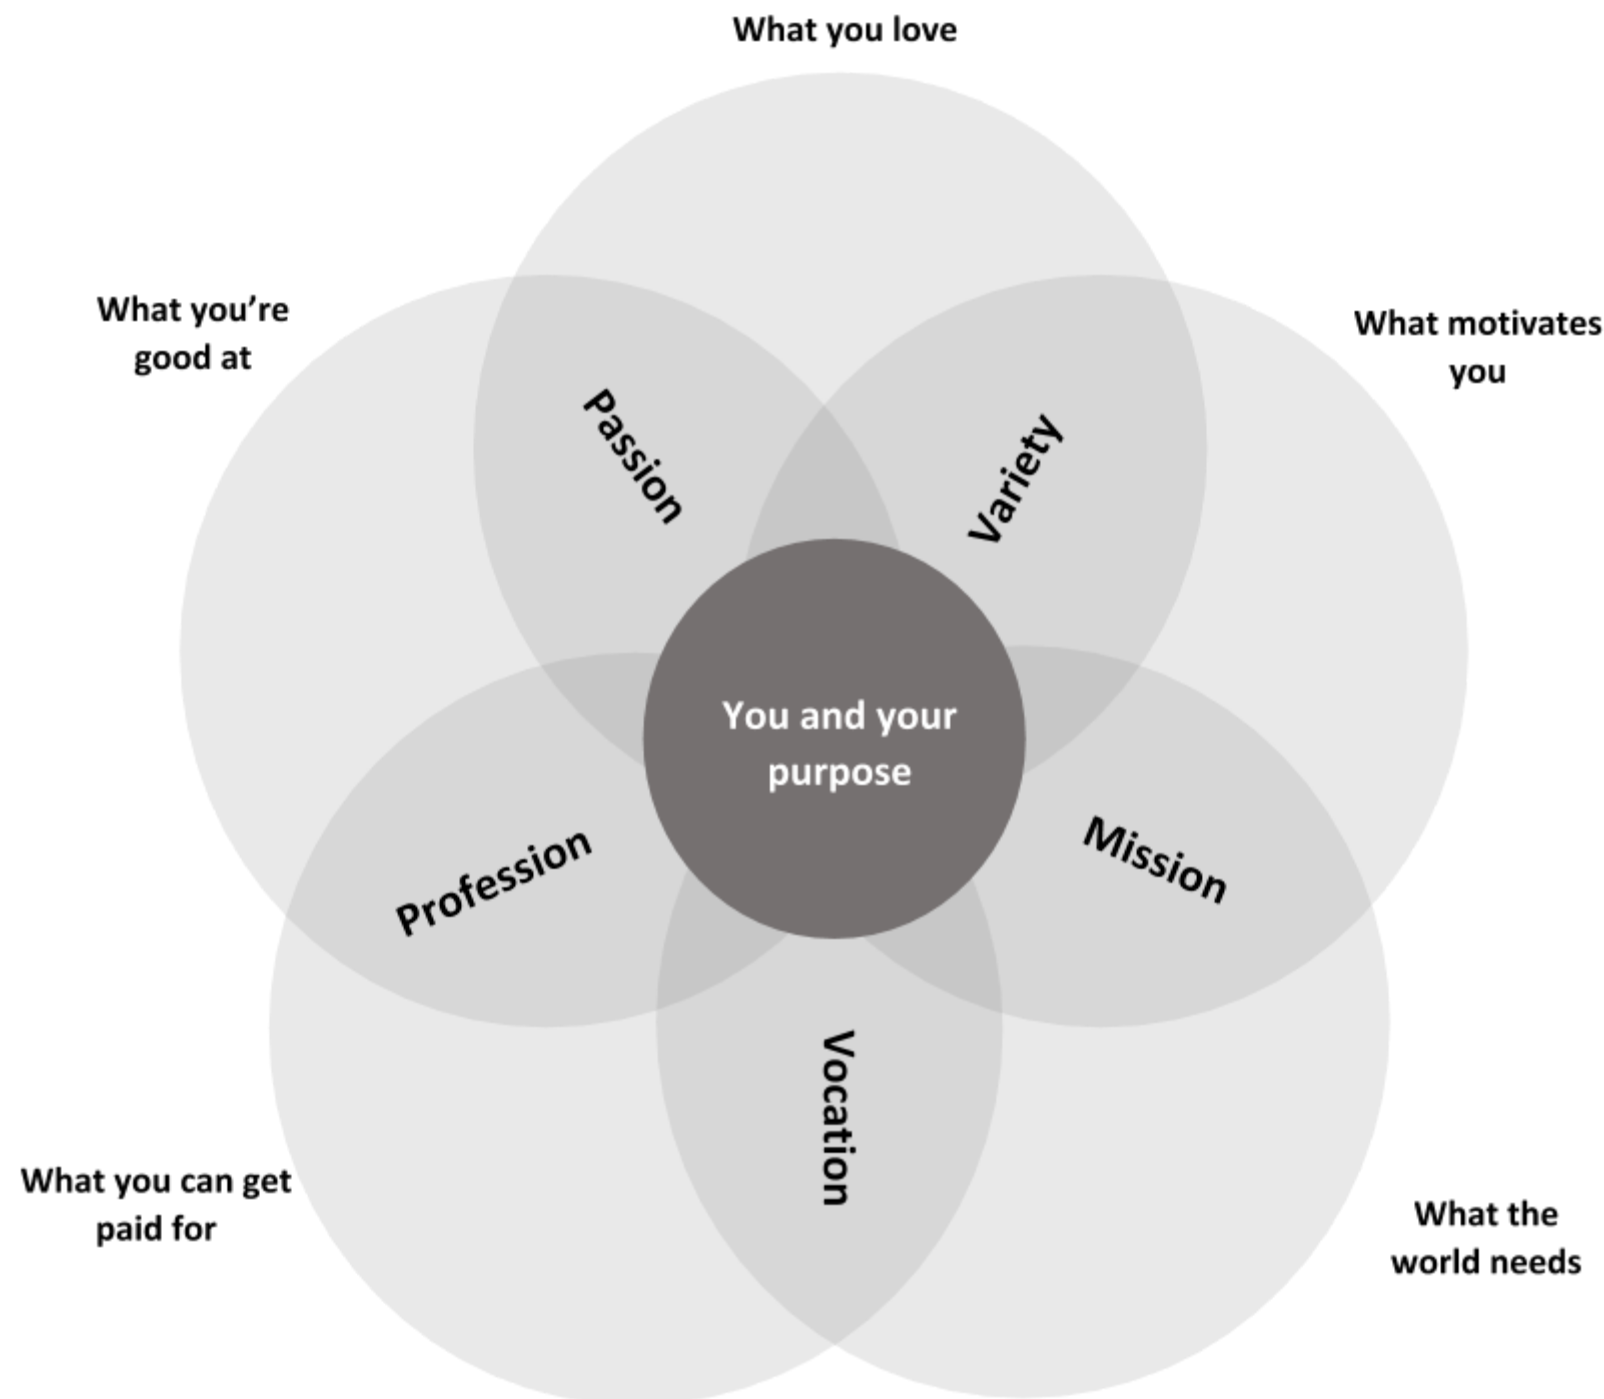 What you love
What you’re
good at
What motivates
you
Passion
Variety
You and your
purpose
Profession
Mission
Vocation
What you can get
paid for
What the
world needs